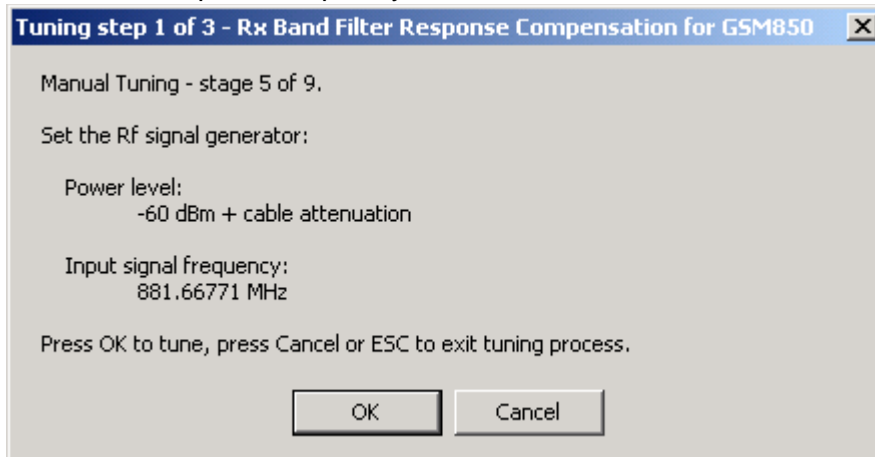 Tuning step 1 of 3 - Rx Band Filter Response Compensation for GSM850
Manual Tuning - stage 5 of 9.
Set the Rf signal generator:
Power level:
-60 dBm + cable attenuation
Input signal frequency:
881.66771 MHz
Press OK to tune, press Cancel or ESC to exit tuning process.
OK
Cancel